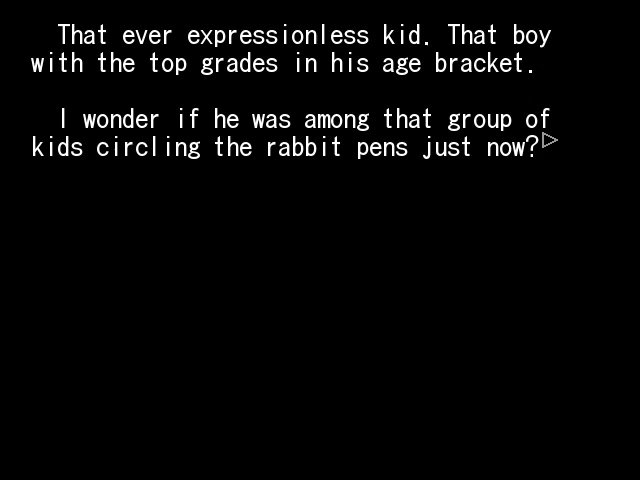 That ever expressionless kid. That boy
with the top grades in his age bracket.
I wonder if he was among that group of
kids circling the rabbit pens just now?